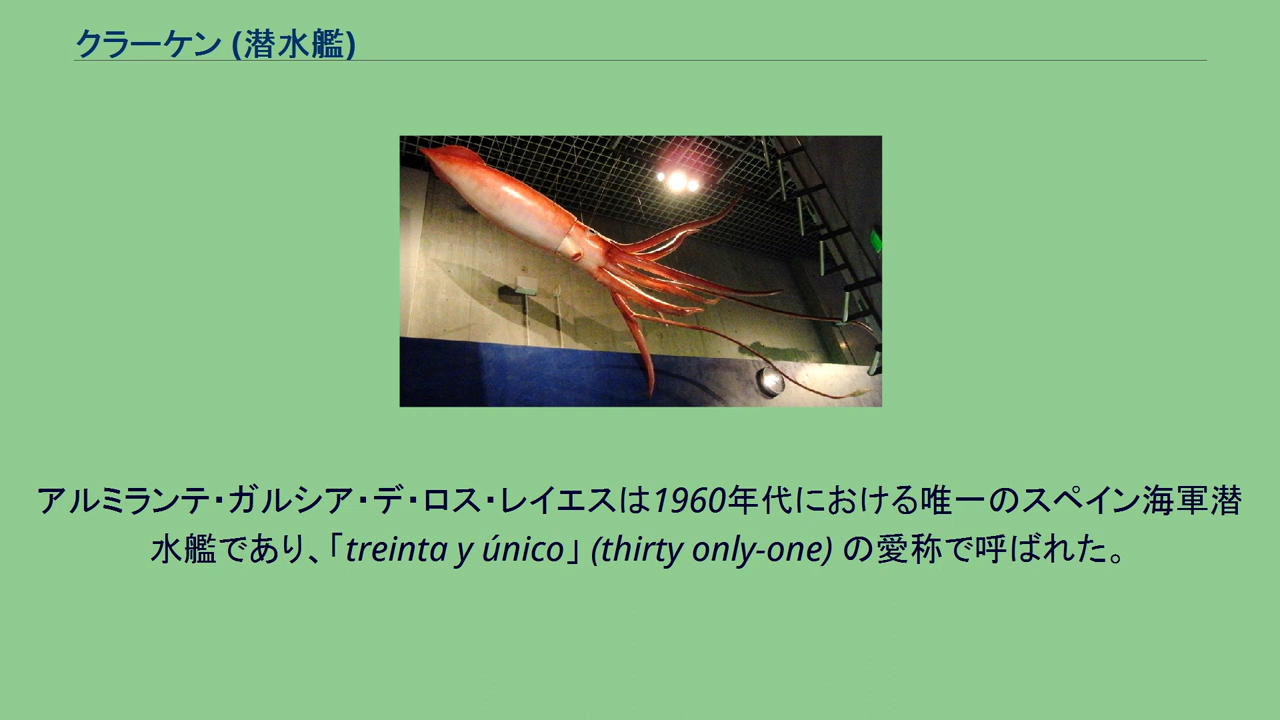 クラーケン (潜水艦)
アルミランテ・ガルシア・デ・ロス・レイエスは1960年代における唯一のスペイン海軍潜
水艦であり、「treinta y único」 (thirty only-one) の愛称で呼ばれた。